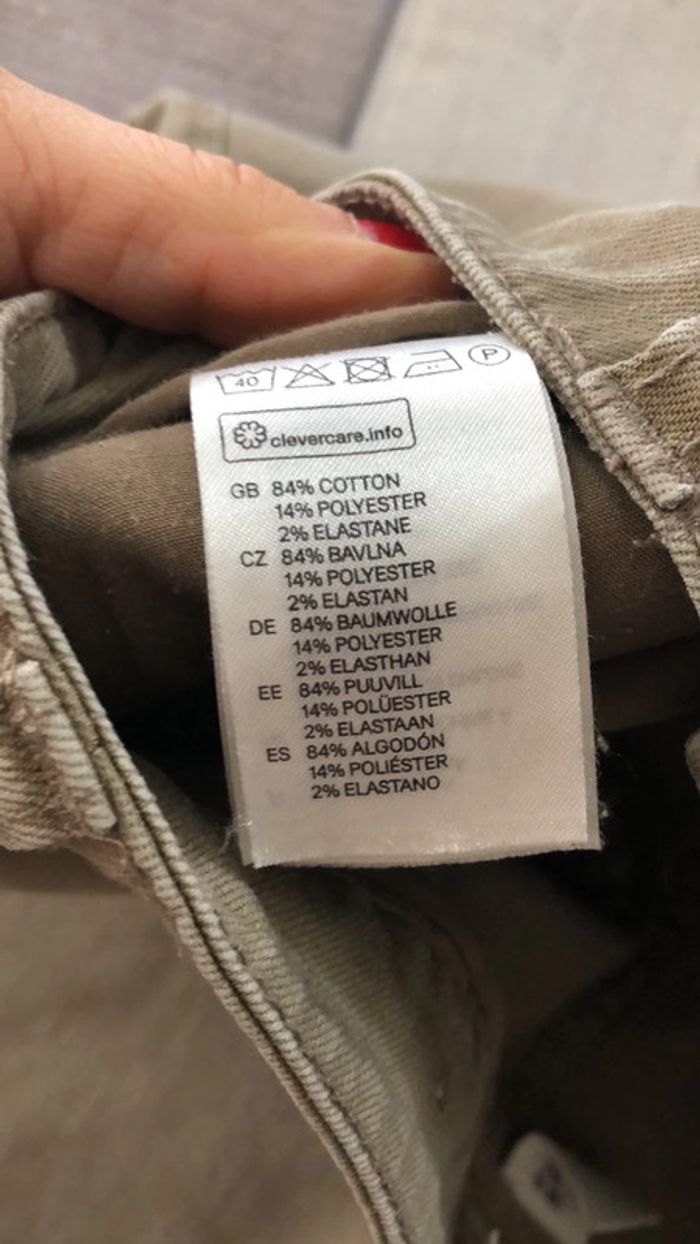 40 P
clevercare.info
GB 84% COTTON
14% POLYESTER
2% ELASTANE
CZ 84% BAVLNA
14% POLYESTER
2% ELASTAN
DE 84% BAUMWOLLE
14% POLYESTER
2% ELASTHAN
EE 84% PUUVILL
14% POLÜESTER
2% ELASTAAN
ES 84% ALGODÓN
14% POLIÉSTER
2% ELASTANO